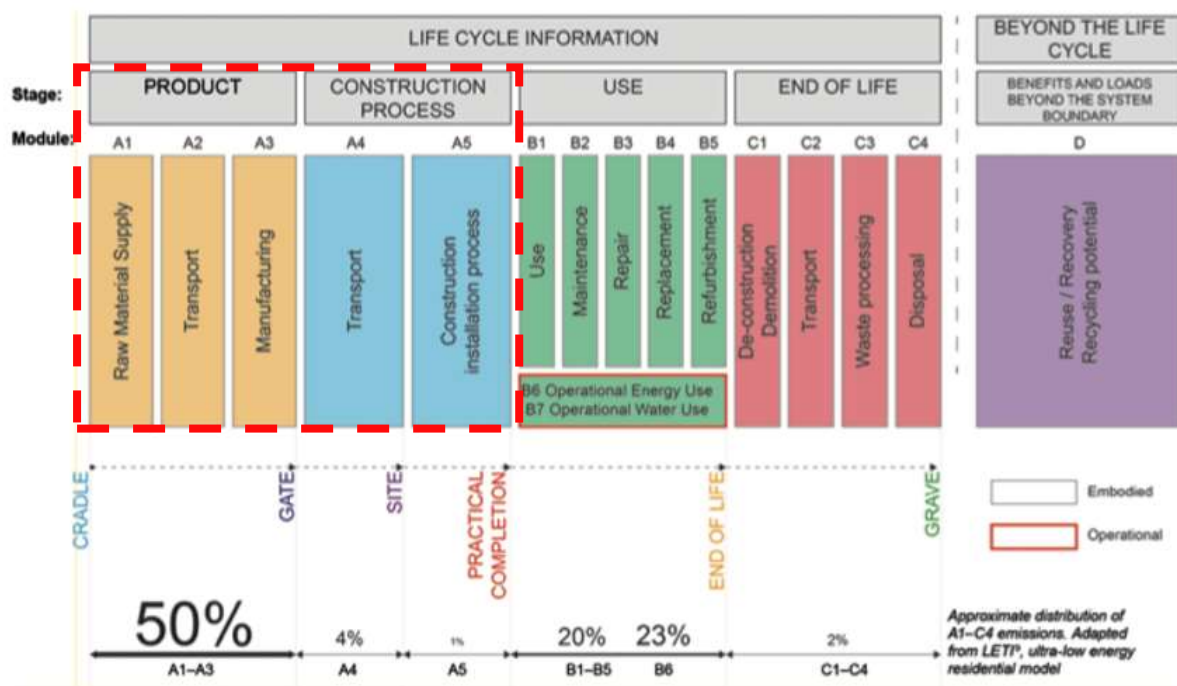 LIFE CYCLE INFORMATION
BEYOND THE LIFE
CYCLE
Stage:
PRODUCT
CONSTRUCTION
PROCESS
USE
END OF LIFE
BENEFITS AND LOADS
BEYOND THE SYSTEM
BOUNDARY
Module:
A1
A2
A3
A4
A5
B1
B2
B3
B4
B5
C1
C2
C3
C4
D
Raw Material Supply
Transport
Manufacturing
Transport
Construction
installation process
Use
Maintenance
Repair
Replacement
Refurbishment
De-construction
Demolition
Transport
Waste processing
Disposal
Reuse / Recovery
Recycling potential
B6 Operational Energy Use
B7 Operational Water Use
CRADLE
GATE
SITE
PRACTICAL
COMPLETION
END OF LIFE
GRAVE
Embodied
Operational
50%
4%
1%
20%
23%
2%
A1–A3
A4
A5
B1–B5
B6
C1–C4
Approximate distribution of
A1–C4 emissions. Adapted
from LETI⁹, ultra-low energy
residential model